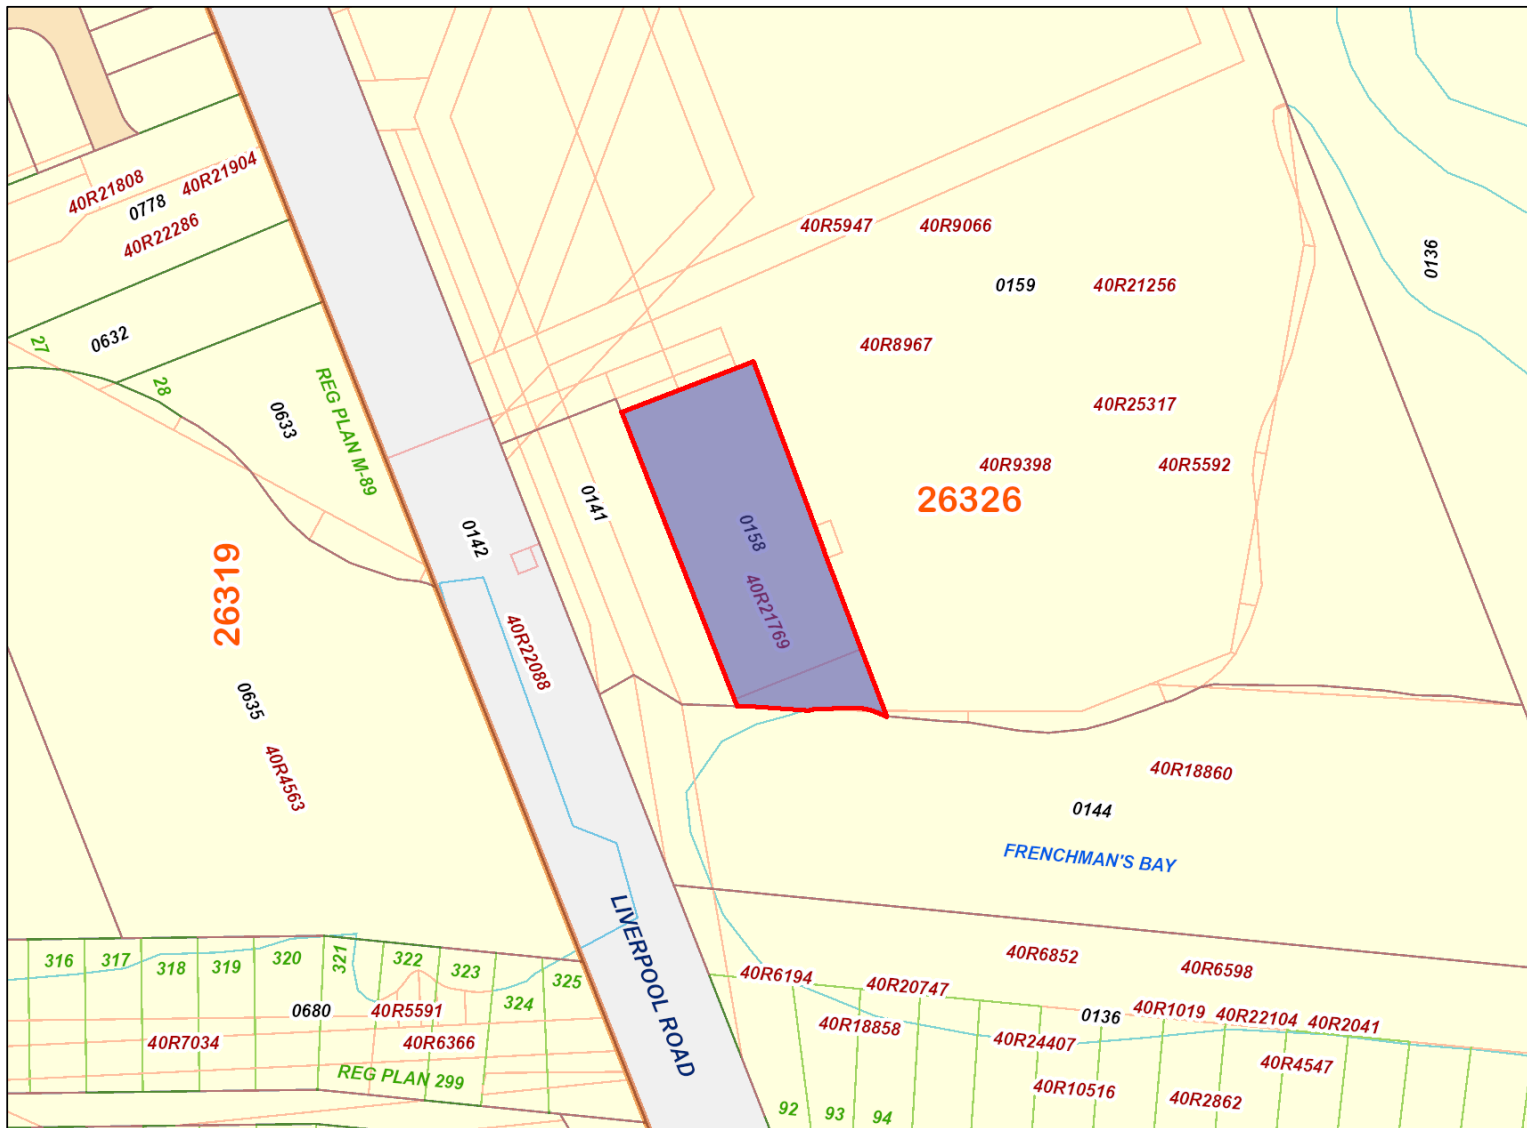 40R21808
40R21904
0778
40R22286
40R5947
40R9066
0136
0159
40R21256
27
0632
40R8967
28
REG PLAN M-89
0633
40R25317
40R9398
40R5592
26326
0141
0142
0158
26319
40R21769
40R22088
0635
40R4563
40R18860
0144
FRENCHMAN'S BAY
LIVERPOOL ROAD
316
317
318
319
320
321
322
323
324
325
40R6852
40R6598
40R6194
40R20747
0680
40R5591
40R18858
0136
40R1019
40R22104
40R2041
40R7034
40R6366
40R24407
40R4547
REG PLAN 299
40R10516
40R2862
92
93
94